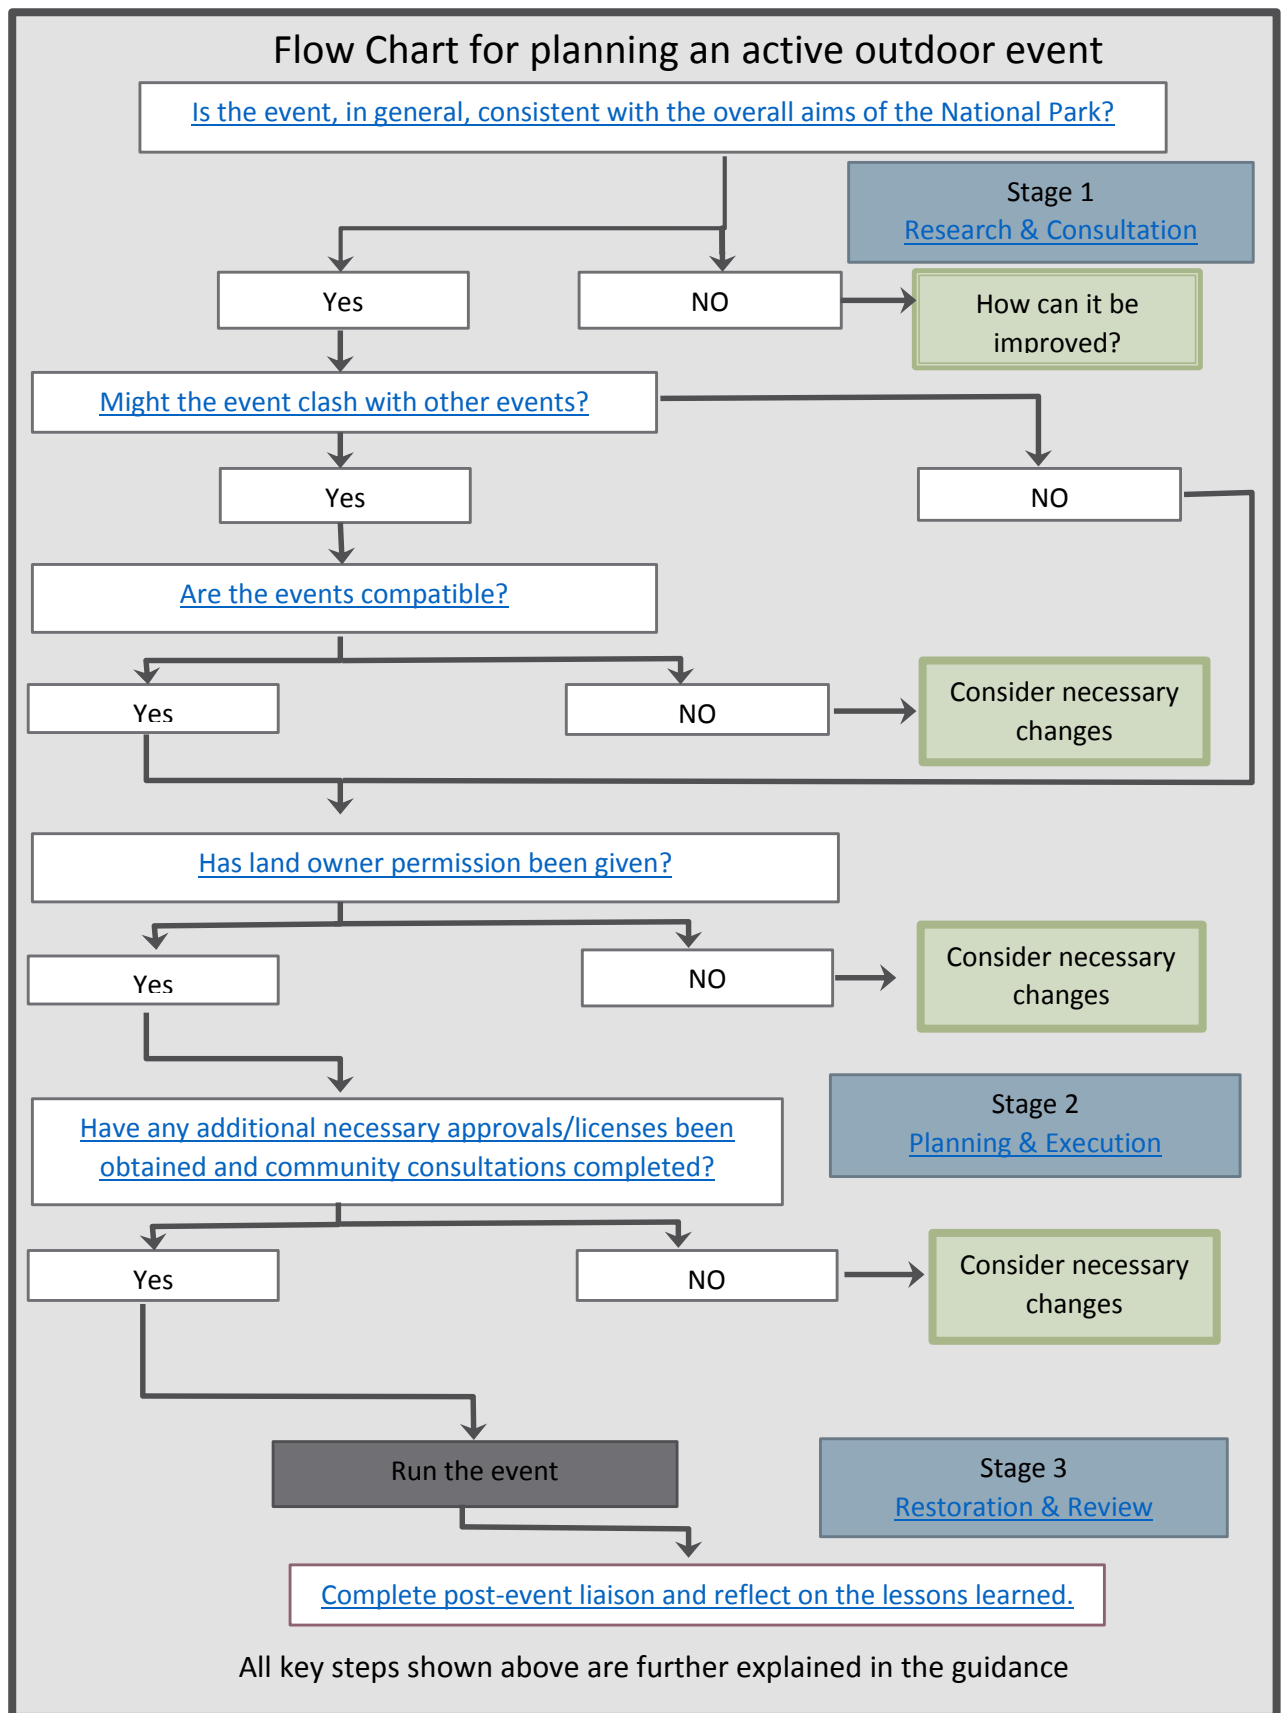 Flow Chart for planning an active outdoor event
Is the event, in general, consistent with the overall aims of the National Park?
Stage 1
Research & Consultation
Yes
NO
How can it be
improved?
Might the event clash with other events?
Yes
NO
Are the events compatible?
Yes
NO
Consider necessary
changes
Has land owner permission been given?
Yes
NO
Consider necessary
changes
Stage 2
Planning & Execution
Have any additional necessary approvals/licenses been
obtained and community consultations completed?
Yes
NO
Consider necessary
changes
Run the event
Stage 3
Restoration & Review
Complete post-event liaison and reflect on the lessons learned.
All key steps shown above are further explained in the guidance